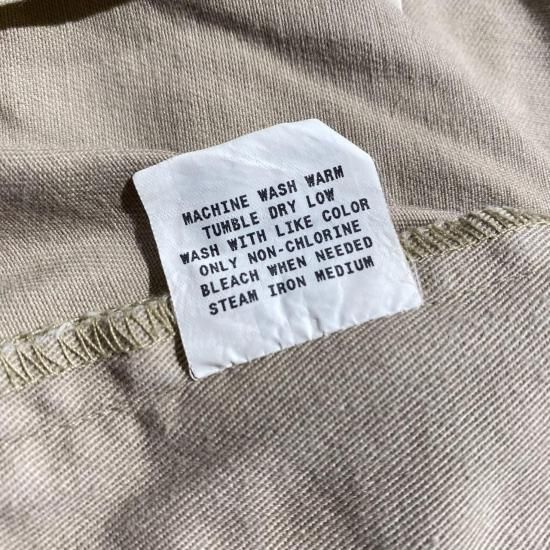 MACHINE WASH WARM
TUMBLE DRY LOW
WASH WITH LIKE COLOR
ONLY NON-CHLORINE
BLEACH WHEN NEEDED
STEAM IRON MEDIUM